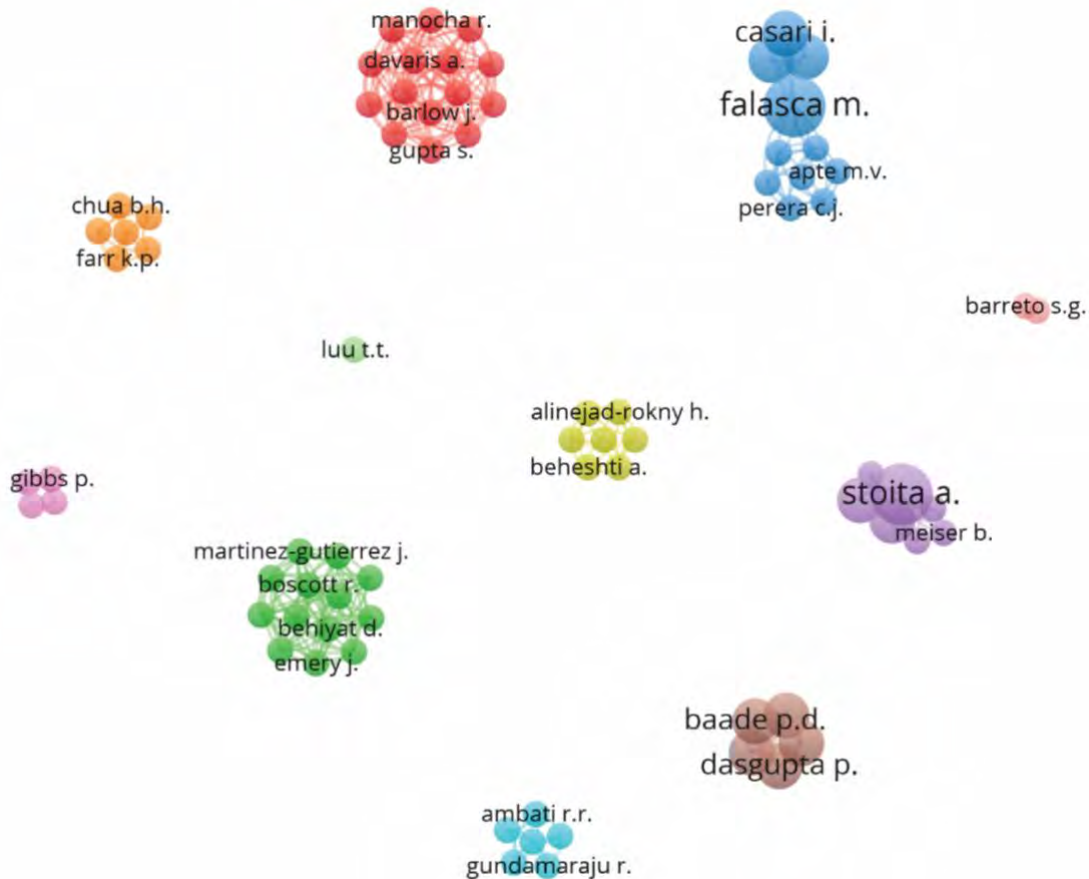 manocha r.
davaris a.
barlow j.
gupta s.
casari i.
falasca m.
apte m.v.
perera c.j.
chua b.h.
farr k.p.
barreto s.g.
luu t.t.
alinejad-rokny h.
beheshti a.
gibbs p.
stoita a.
meiser b.
martinez-gutierrez j.
boscott r.
behiyat d.
emery j.
baade p.d.
dasgupta p.
ambati r.r.
gundamaraju r.